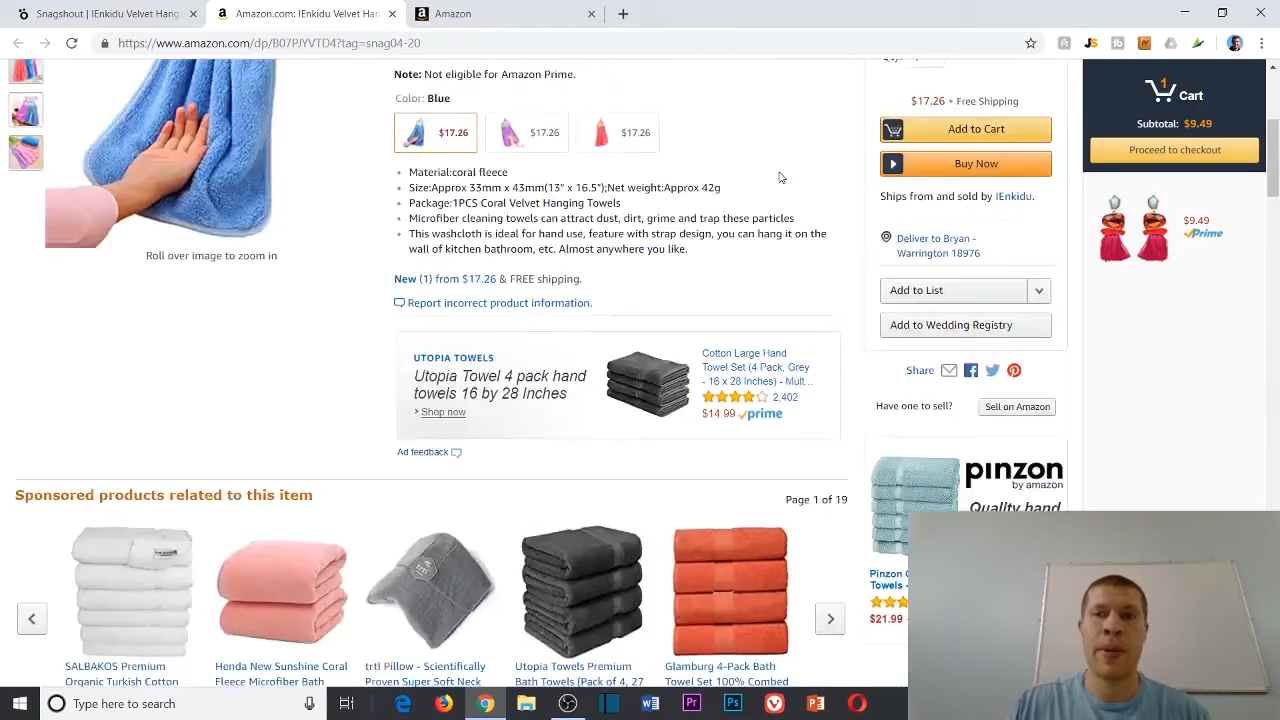 Snagshout | IEnkidu Velvet Hang
Amazon.com: IEnkidu Velvet Han
Amazon
https://www.amazon.com/dp/B07PJYVTD4?tag=snag04-20
Note: Not eligible for Amazon Prime.
Color: Blue
$17.26
$17.26
$17.26
Material:coral fleece
Size:Approx 33mm x 43mm(13" x 16.5");Net weight:Approx 42g
Package:1PCS Coral Velvet Hanging Towels
Microfiber cleaning towels can attract dust, dirt, grime and trap these particles
This washcloth is ideal for hand use, feature with strap design, you can hang it on the
wall of kitchen bathroom, etc. Almost anywhere you like.
Roll over image to zoom in
New (1) from $17.26 & FREE shipping.
Report incorrect product information.
UTOPIA TOWELS
Utopia Towel 4 pack hand
towels 16 by 28 Inches
Shop now
Cotton Large Hand
Towel Set (4 Pack, Grey
- 16 x 28 Inches) - Mult...
2,402
$14.99 prime
Ad feedback
$17.26 + Free Shipping
Add to Cart
Buy Now
Ships from and sold by IEnkidu.
Deliver to Bryan -
Warrington 18976
Add to List
Add to Wedding Registry
Share
Have one to sell?
Sell on Amazon
1
Cart
Subtotal: $9.49
Proceed to checkout
$9.49
Prime
pinzon
by amazon
Quality hand
Pinzon
Towels -
$21.99
Sponsored products related to this item
Page 1 of 19
SALBAKOS Premium
Organic Turkish Cotton
Henda New Sunshine Coral
Fleece Microfiber Bath
trtl Pillow - Scientifically
Proven Super Soft Neck
Utopia Towels Premium
Bath Towels (Pack of 4, 27
Glamburg 4-Pack Bath
Towel Set 100% Combed
Type here to search